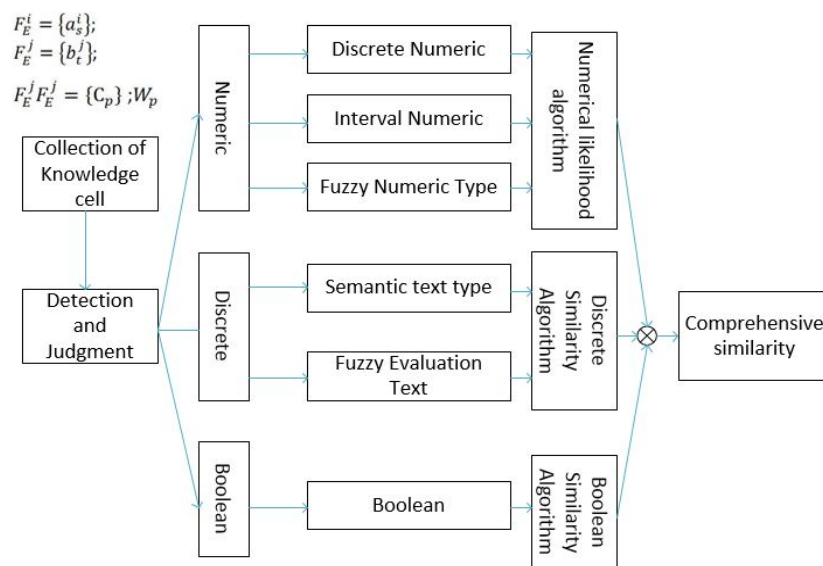 F_E^i = {a_s^i};
F_E^j = {b_t^j};
F_E^j F_E^j = {C_p} ;W_p
Collection of
Knowledge
cell
Detection
and
Judgment
Numeric
Discrete Numeric
Interval Numeric
Fuzzy Numeric Type
Numerical likelihood
algorithm
Discrete
Semantic text type
Fuzzy Evaluation
Text
Discrete
Similarity
Algorithm
Boolean
Boolean
Boolean
Similarity
Algorithm
Comprehensive
similarity